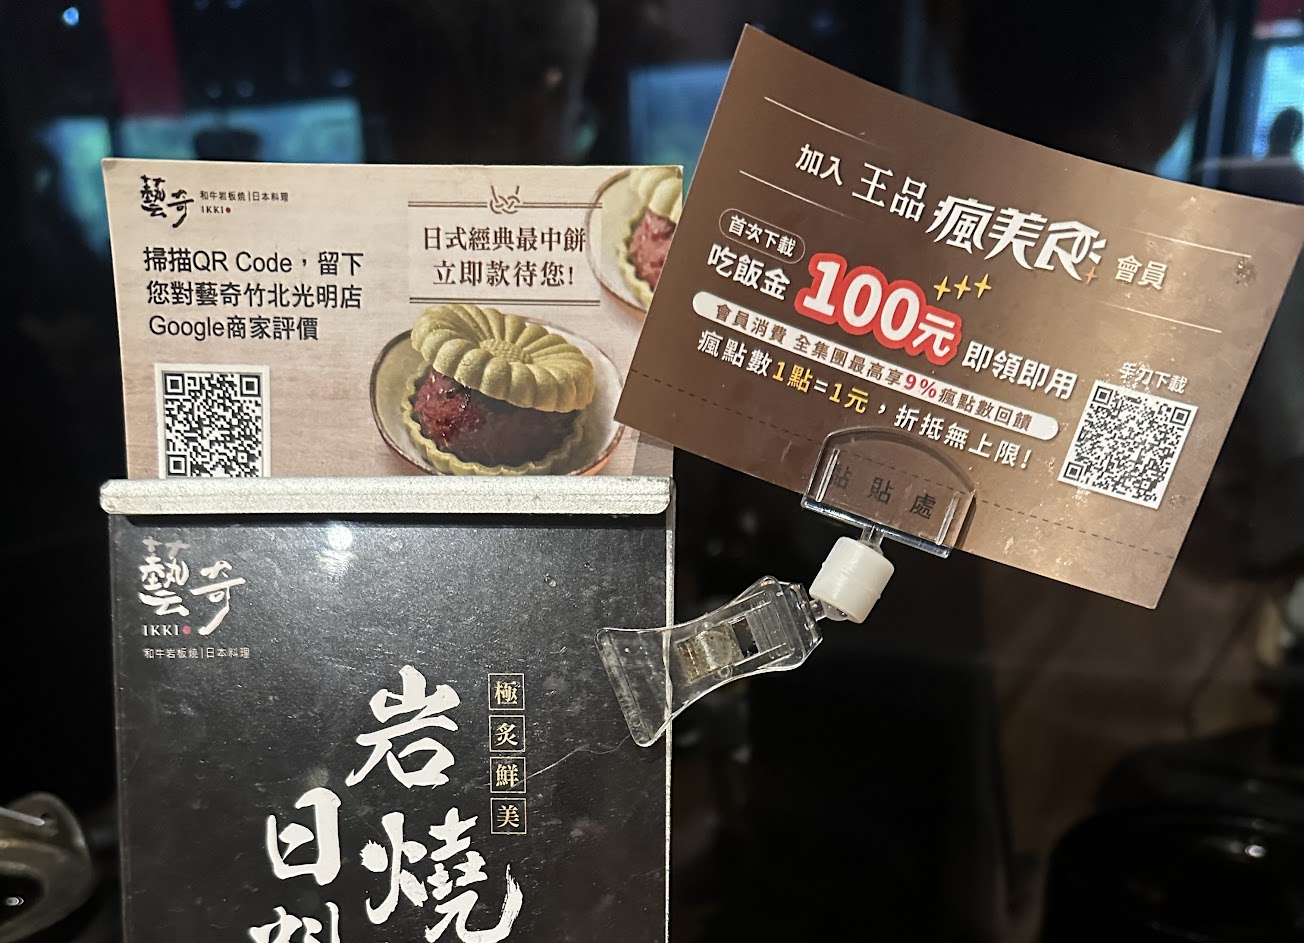 藝奇
和牛岩板燒|日本料理
IKKI
掃描QR Code，留下
您對藝奇竹北光明店
Google商家評價
日式經典最中餅
立即款待您!
加入 王品 瘋美食 會員
首次下載
吃飯金 100元 即領即用
會員消費 全集團最高享9%瘋點數回饋
瘋點數1點=1元，折抵無上限!
年刀下載
貼處
藝奇
IKKI
和牛岩板燒|日本料理
極炙鮮美
岩燒
日料